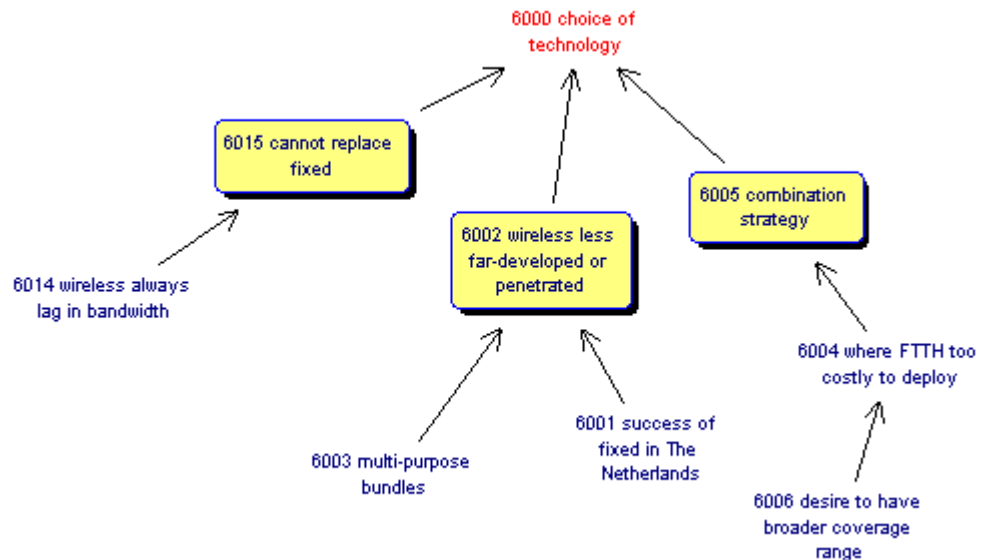 6000 choice of
technology
6015 cannot replace
fixed
6005 combination
strategy
6002 wireless less
far-developed or
penetrated
6014 wireless always
lag in bandwidth
6004 where FTTH too
costly to deploy
6001 success of
fixed in The
Netherlands
6003 multi-purpose
bundles
6006 desire to have
broader coverage
range